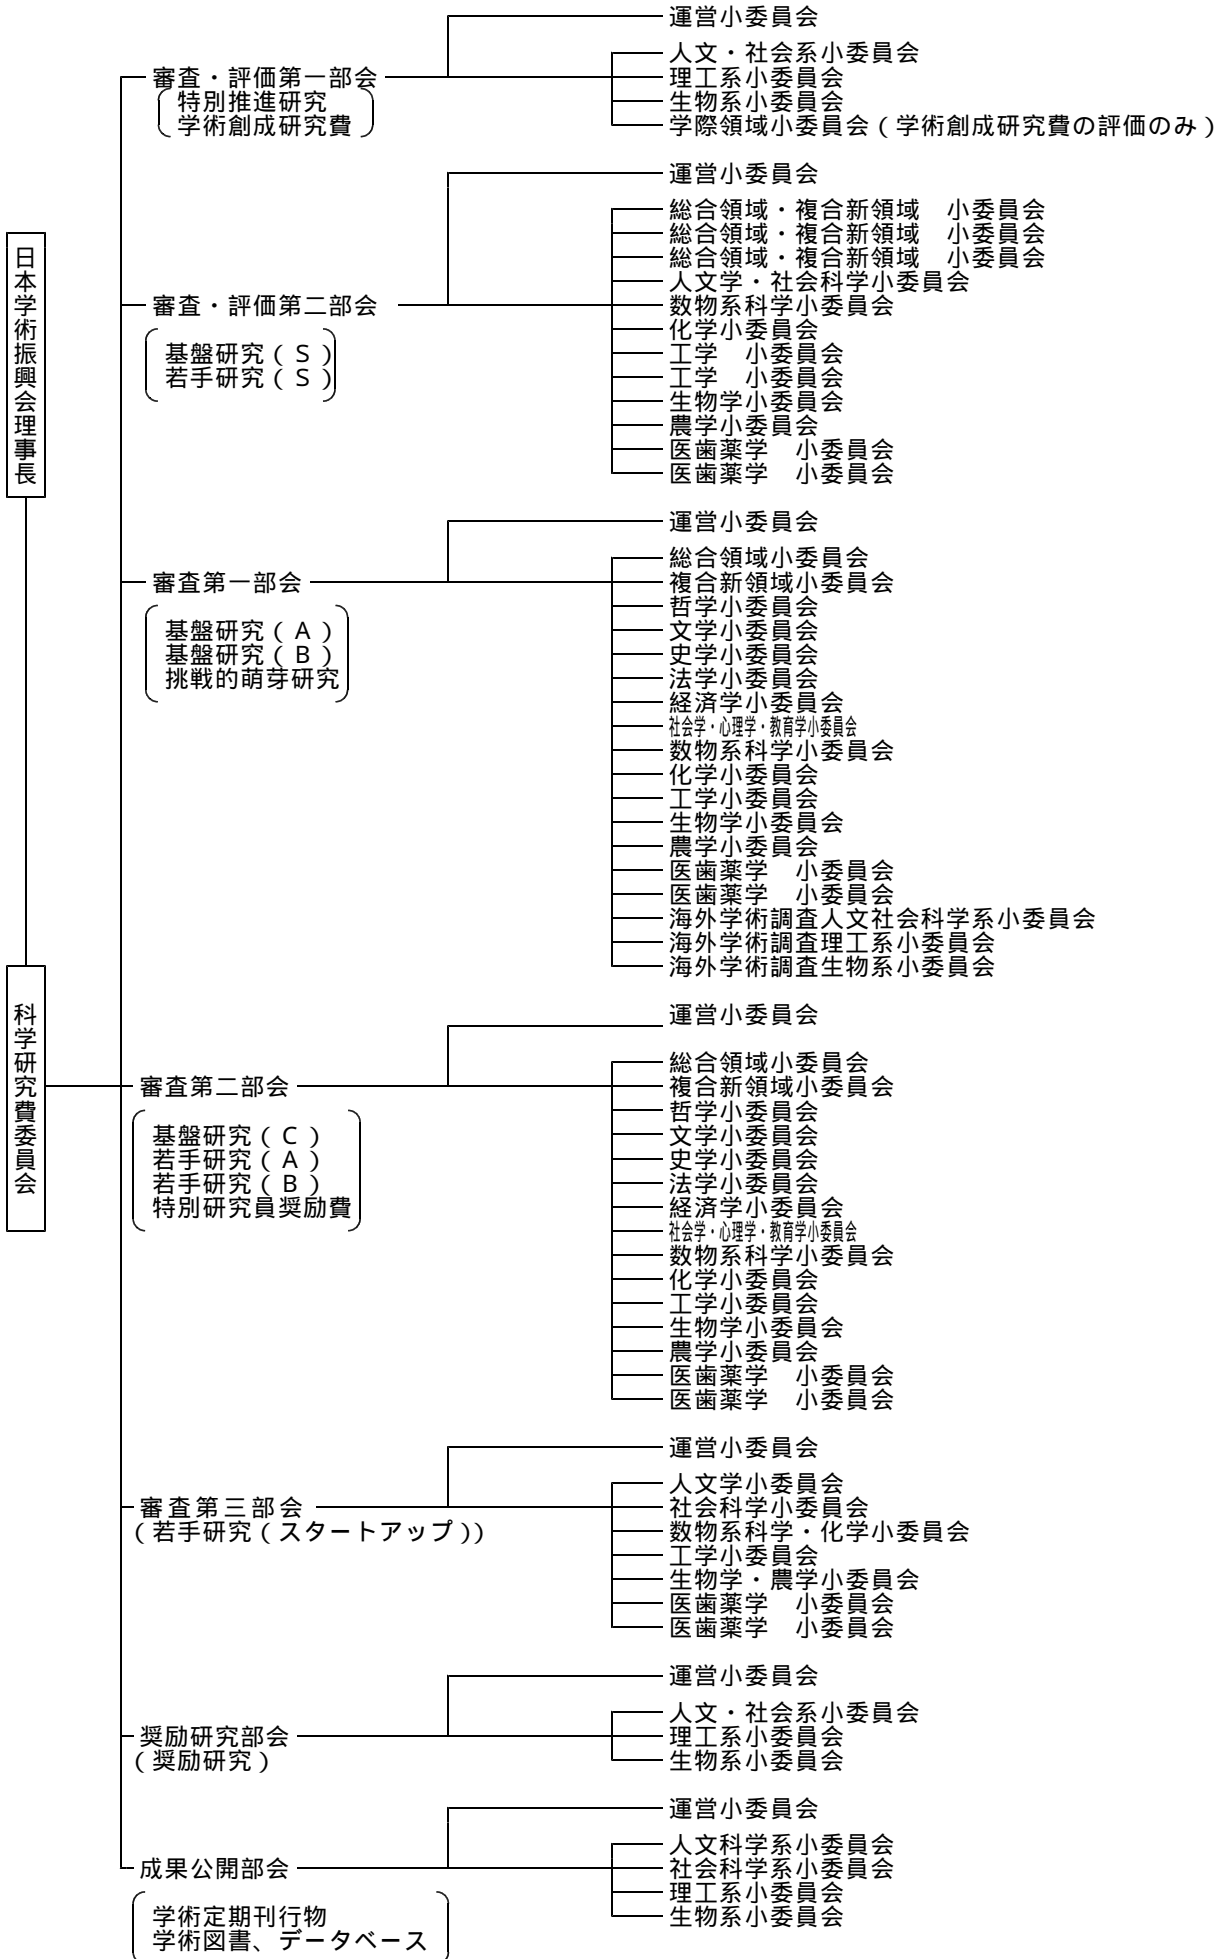 日本学術振興会理事長
科学研究費委員会
審査・評価第一部会
特別推進研究
学術創成研究費
運営小委員会
人文・社会系小委員会
理工系小委員会
生物系小委員会
学際領域小委員会(学術創成研究費の評価のみ)
審査・評価第二部会
基盤研究(S)
若手研究(S)
運営小委員会
総合領域・複合新領域 小委員会
総合領域・複合新領域 小委員会
総合領域・複合新領域 小委員会
人文学・社会科学小委員会
数物系科学小委員会
化学小委員会
工学 小委員会
工学 小委員会
生物学小委員会
農学小委員会
医歯薬学 小委員会
医歯薬学 小委員会
審査第一部会
基盤研究(A)
基盤研究(B)
挑戦的萌芽研究
運営小委員会
総合領域小委員会
複合新領域小委員会
哲学小委員会
文学小委員会
史学小委員会
法学小委員会
経済学小委員会
社会学・心理学・教育学小委員会
数物系科学小委員会
化学小委員会
工学小委員会
生物学小委員会
農学小委員会
医歯薬学 小委員会
医歯薬学 小委員会
海外学術調査人文社会科学系小委員会
海外学術調査理工系小委員会
海外学術調査生物系小委員会
審査第二部会
基盤研究(C)
若手研究(A)
若手研究(B)
特別研究員奨励費
運営小委員会
総合領域小委員会
複合新領域小委員会
哲学小委員会
文学小委員会
史学小委員会
法学小委員会
経済学小委員会
社会学・心理学・教育学小委員会
数物系科学小委員会
化学小委員会
工学小委員会
生物学小委員会
農学小委員会
医歯薬学 小委員会
医歯薬学 小委員会
審査第三部会
(若手研究(スタートアップ))
運営小委員会
人文学小委員会
社会科学小委員会
数物系科学・化学小委員会
工学小委員会
生物学・農学小委員会
医歯薬学 小委員会
医歯薬学 小委員会
奨励研究部会
(奨励研究)
運営小委員会
人文・社会系小委員会
理工系小委員会
生物系小委員会
成果公開部会
学術定期刊行物
学術図書、データベース
運営小委員会
人文科学系小委員会
社会科学系小委員会
理工系小委員会
生物系小委員会